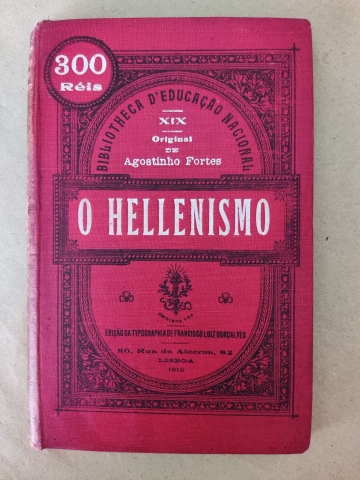 300
Réis
BIBLIOTHECA D'EDUCAÇÃO NACIONAL
XIX
Original
DE
Agostinho Fortes
O HELLENISMO
EDIÇÃO DA TYPOGRAPHIA DE FRANCISCO LUIZ GONÇALVES
80, Rua do Alecrim, 82
LISBOA
1912